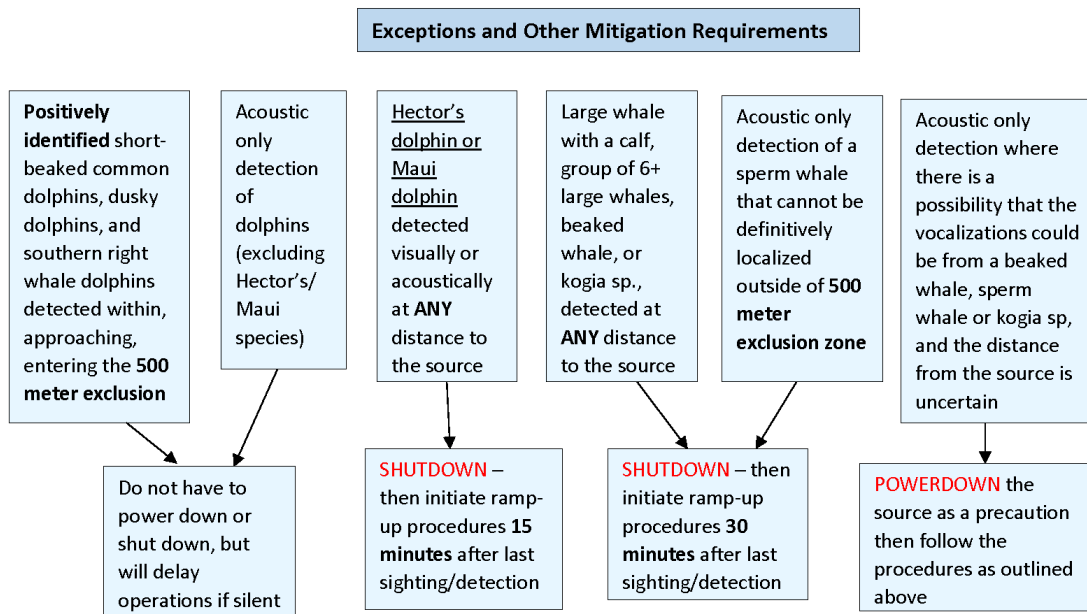 Exceptions and Other Mitigation Requirements
Positively
identified short-
beaked common
dolphins, dusky
dolphins, and
southern right
whale dolphins
detected within,
approaching,
entering the 500
meter exclusion
Acoustic
only
detection
of
dolphins
(excluding
Hector's/
Maui
species)
Hector's
dolphin or
Maui
dolphin
detected
visually or
acoustically
at ANY
distance to
the source
Large whale
with a calf,
group of 6+
large whales,
beaked
whale, or
kogia sp.,
detected at
ANY distance
to the source
Acoustic only
detection of a
sperm whale
that cannot be
definitively
localized
outside of 500
meter
exclusion zone
Acoustic only
detection where
there is a
possibility that the
vocalizations could
be from a beaked
whale, sperm
whale or kogia sp,
and the distance
from the source is
uncertain
Do not have to
power down or
shut down, but
will delay
operations if silent
SHUTDOWN –
then initiate ramp-
up procedures 15
minutes after last
sighting/detection
SHUTDOWN – then
initiate ramp-up
procedures 30
minutes after last
sighting/detection
POWERDOWN the
source as a precaution
then follow the
procedures as outlined
above